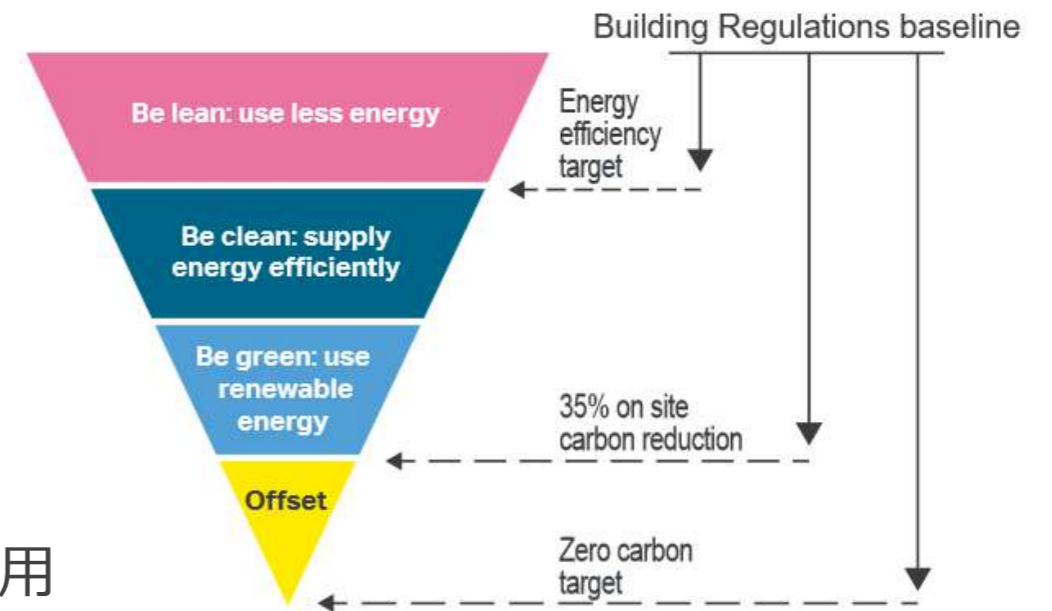 Building Regulations baseline
Be lean: use less energy
Energy
efficiency
target
Be clean: supply
energy efficiently
Be green: use
renewable
energy
35% on site
carbon reduction
Offset
Zero carbon
target
用